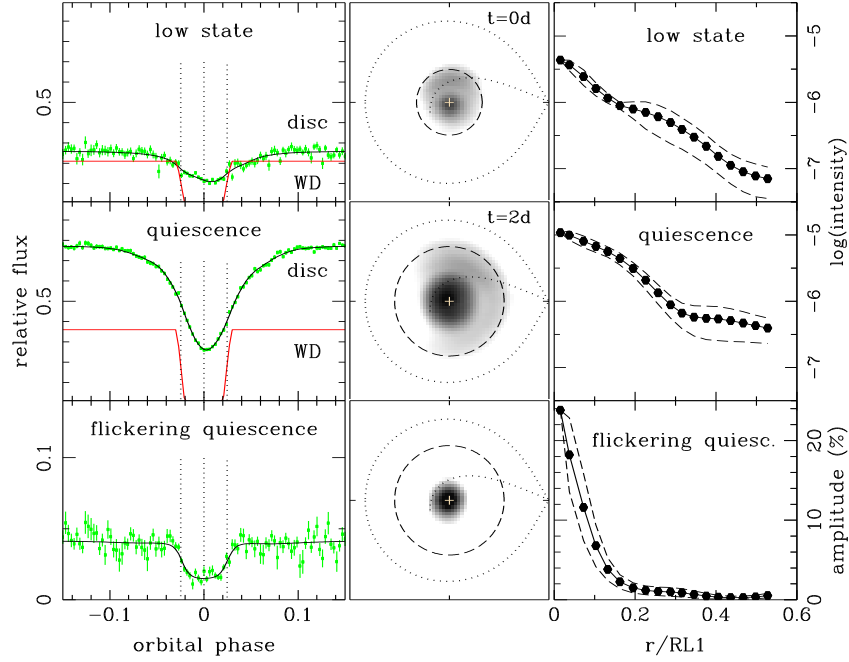 low state
t=0d
low state
0.5
disc
WD
-5
-6
-7
quiescence
t=2d
quiescence
0.5
disc
WD
-5
-6
-7
relative flux
log(intensity)
flickering quiescence
flickering quiesc.
0.1
0
20
10
0
amplitude (%)
-0.1
0
0.1
0
0.2
0.4
0.6
orbital phase
r/RL1